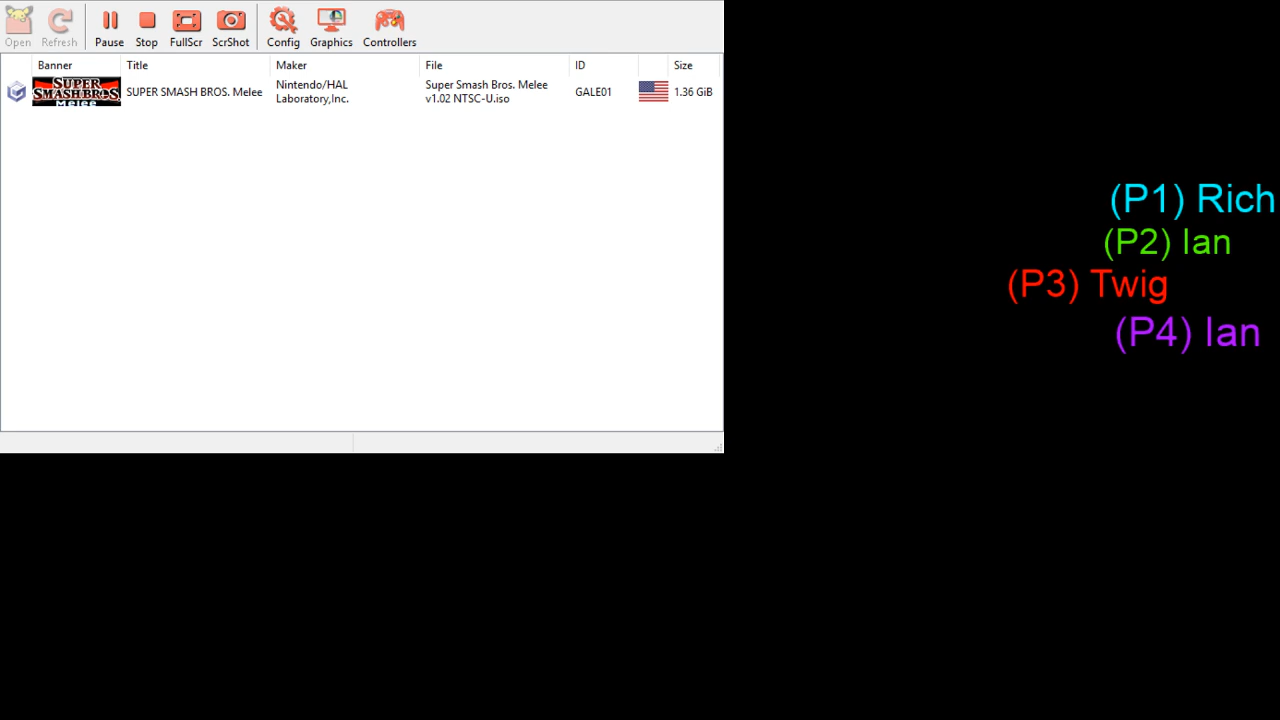 Open Refresh Pause Stop FullScr ScrShot Config Graphics Controllers
Banner Title Maker File ID Size
SUPER SMASH BROS. Melee
SUPER SMASH BROS. Melee
Nintendo/HAL Laboratory,Inc.
Super Smash Bros. Melee v1.02 NTSC-U.iso
GALE01
1.36 GiB
(P1) Rich
(P2) Ian
(P3) Twig
(P4) Ian